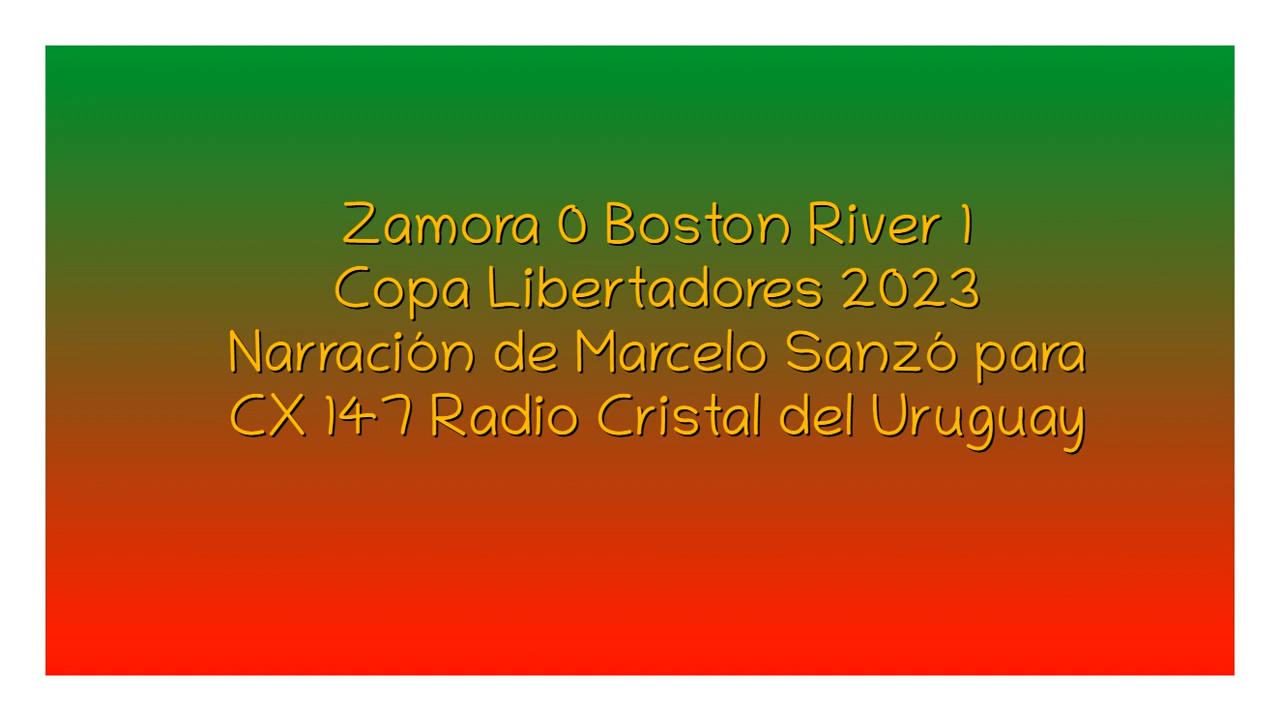 Zamora 0 Boston River 1
Copa Libertadores 2023
Narración de Marcelo Sanzó para
CX 147 Radio Cristal del Uruguay